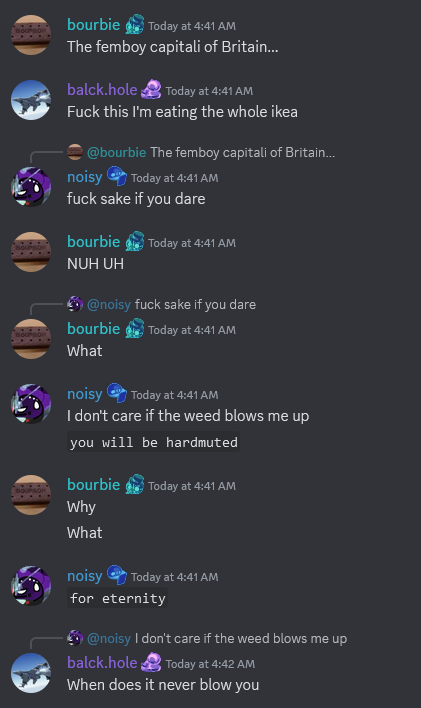 bourbie Today at 4:41 AM
The femboy capitali of Britain...
balck.hole Today at 4:41 AM
Fuck this I'm eating the whole ikea
@bourbie The femboy capitali of Britain...
noisy Today at 4:41 AM
fuck sake if you dare
bourbie Today at 4:41 AM
NUH UH
@noisy fuck sake if you dare
bourbie Today at 4:41 AM
What
noisy Today at 4:41 AM
I don't care if the weed blows me up
you will be hardmuted
bourbie Today at 4:41 AM
Why
What
noisy Today at 4:41 AM
for eternity
@noisy I don't care if the weed blows me up
balck.hole Today at 4:42 AM
When does it never blow you